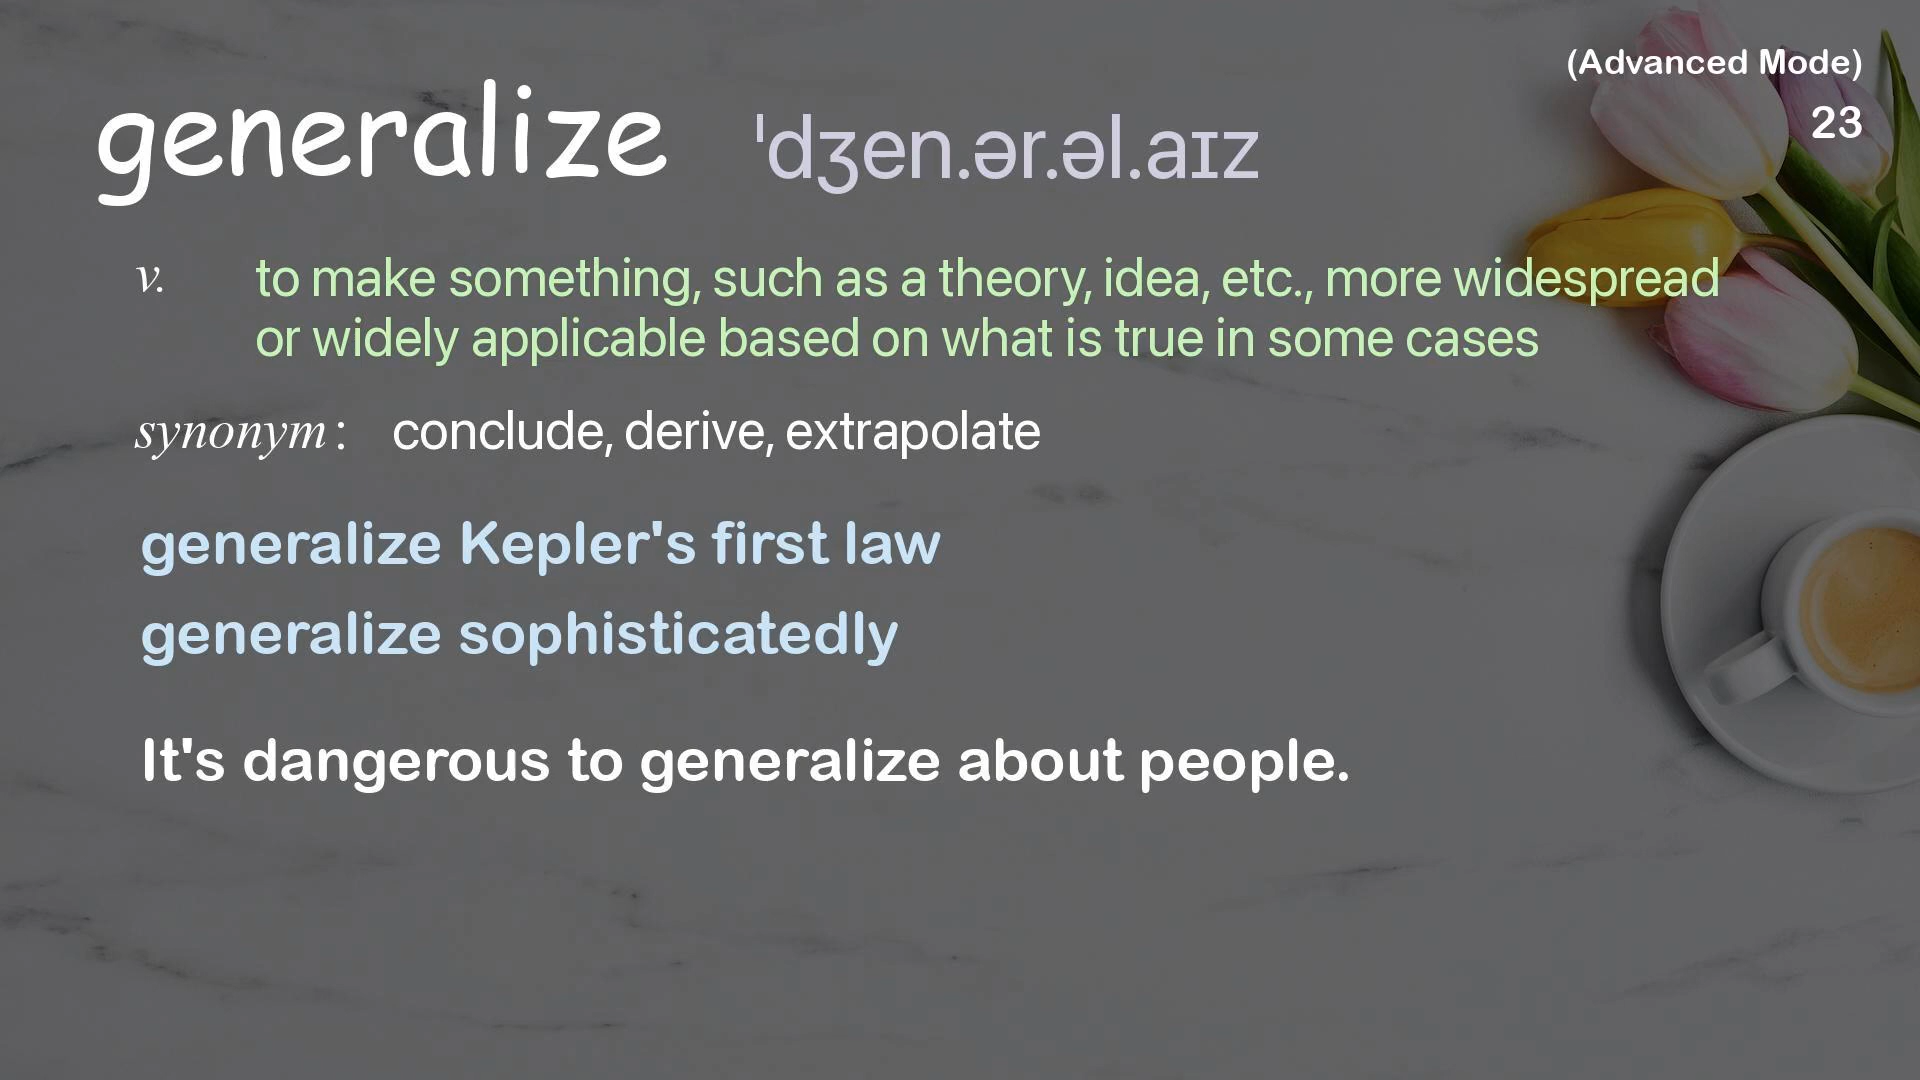 (Advanced Mode)
generalize ˈdʒen.ər.əl.aɪz
23
v. to make something, such as a theory, idea, etc., more widespread
or widely applicable based on what is true in some cases
synonym: conclude, derive, extrapolate
generalize Kepler's first law
generalize sophisticatedly
It's dangerous to generalize about people.